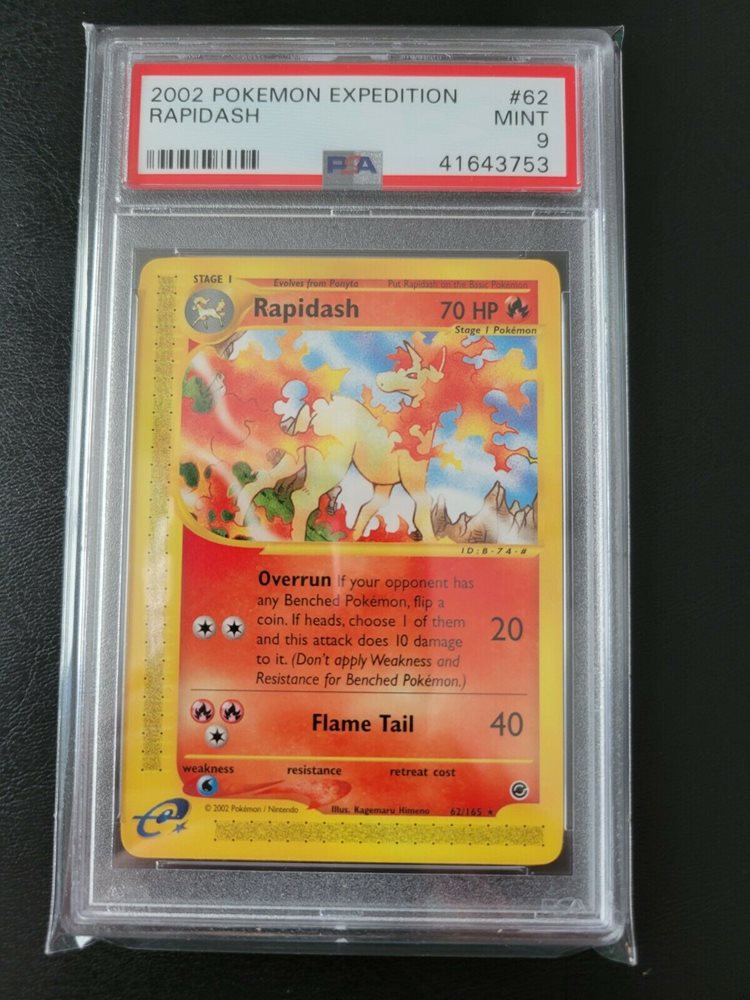 2002 POKEMON EXPEDITION #62
RAPIDASH MINT
9
PSA 41643753
STAGE 1 Evolves from Ponyta Put Rapidash on the Basic Pokémon
Rapidash 70 HP
Stage 1 Pokémon
ID:B-74-#
Overrun If your opponent has
any Benched Pokémon, flip a
coin. If heads, choose 1 of them
and this attack does 10 damage
to it. (Don't apply Weakness and
Resistance for Benched Pokémon.)
20
Flame Tail 40
weakness resistance retreat cost
© 2002 Pokémon / Nintendo Illus. Kagemaru Himeno 62/165 ★
e
PSA